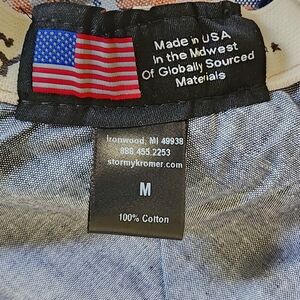 Made in USA
in the Midwest
Of Globally Sourced
Materials
Ironwood, MI 49938
888.455.2253
stormykromer.com
M
100% Cotton